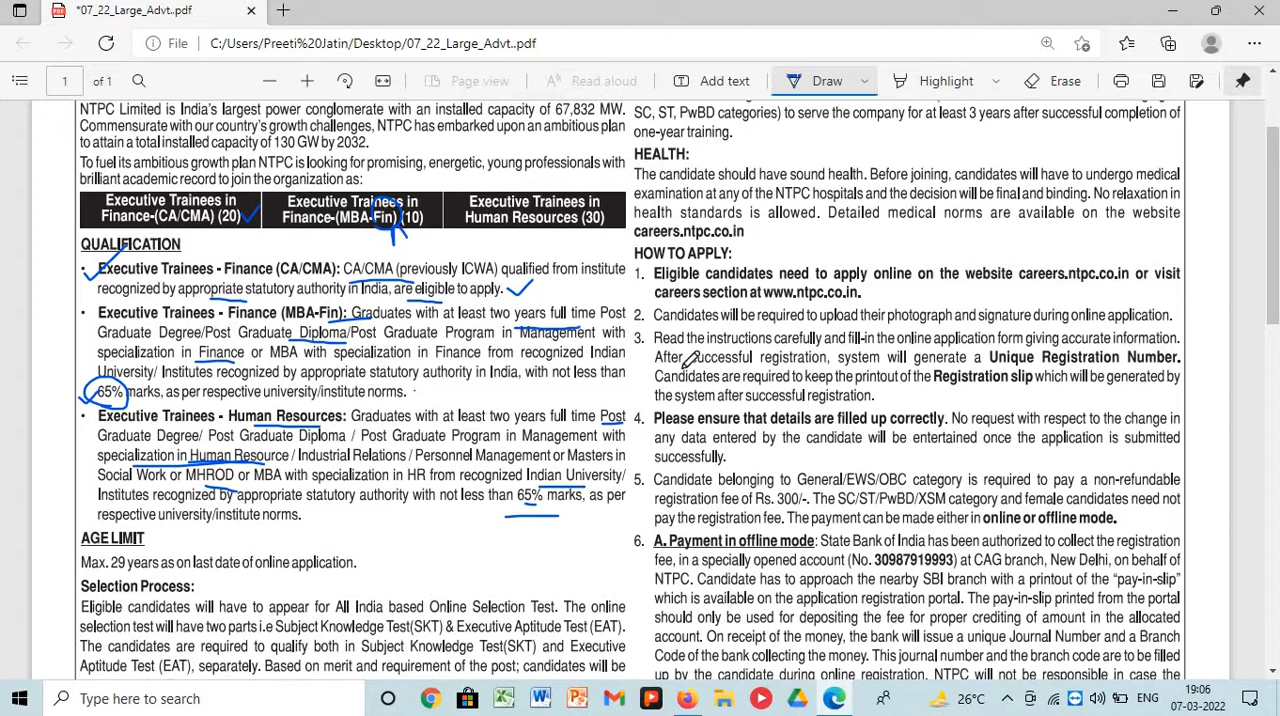 *07_22_Large_Advt..pdf
File
C:/Users/Preeti%20Jatin/Desktop/07_22_Large_Advt..pdf
1 of 1
Page view
Read aloud
Add text
Draw
Highlight
Erase
NTPC Limited is India's largest power conglomerate with an installed capacity of 67,832 MW.
Commensurate with our country's growth challenges, NTPC has embarked upon an ambitious plan
to attain a total installed capacity of 130 GW by 2032.
To fuel its ambitious growth plan NTPC is looking for promising, energetic, young professionals with
brilliant academic record to join the organization as:
Executive Trainees in
Finance-(CA/CMA) (20)
Executive Trainees in
Finance-(MBA-Fin) (10)
Executive Trainees in
Human Resources (30)
QUALIFICATION
• Executive Trainees - Finance (CA/CMA): CA/CMA (previously ICWA) qualified from institute
recognized by appropriate statutory authority in India, are eligible to apply.
• Executive Trainees - Finance (MBA-Fin): Graduates with at least two years full time Post
Graduate Degree/Post Graduate Diploma/Post Graduate Program in Management with
specialization in Finance or MBA with specialization in Finance from recognized Indian
University/ Institutes recognized by appropriate statutory authority in India, with not less than
65% marks, as per respective university/institute norms.
• Executive Trainees - Human Resources: Graduates with at least two years full time Post
Graduate Degree/ Post Graduate Diploma / Post Graduate Program in Management with
specialization in Human Resource / Industrial Relations / Personnel Management or Masters in
Social Work or MHROD or MBA with specialization in HR from recognized Indian University/
Institutes recognized by appropriate statutory authority with not less than 65% marks, as per
respective university/institute norms.
AGE LIMIT
Max. 29 years as on last date of online application.
Selection Process:
Eligible candidates will have to appear for All India based Online Selection Test. The online
selection test will have two parts i.e Subject Knowledge Test(SKT) & Executive Aptitude Test (EAT).
The candidates are required to qualify both in Subject Knowledge Test(SKT) and Executive
Aptitude Test (EAT), separately. Based on merit and requirement of the post; candidates will be
SC, ST, PwBD categories) to serve the company for at least 3 years after successful completion of
one-year training.
HEALTH:
The candidate should have sound health. Before joining, candidates will have to undergo medical
examination at any of the NTPC hospitals and the decision will be final and binding. No relaxation in
health standards is allowed. Detailed medical norms are available on the website
careers.ntpc.co.in
HOW TO APPLY:
1. Eligible candidates need to apply online on the website careers.ntpc.co.in or visit
careers section at www.ntpc.co.in.
2. Candidates will be required to upload their photograph and signature during online application.
3. Read the instructions carefully and fill-in the online application form giving accurate information.
After successful registration, system will generate a Unique Registration Number.
Candidates are required to keep the printout of the Registration slip which will be generated by
the system after successful registration.
4. Please ensure that details are filled up correctly. No request with respect to the change in
any data entered by the candidate will be entertained once the application is submitted
successfully.
5. Candidate belonging to General/EWS/OBC category is required to pay a non-refundable
registration fee of Rs. 300/-. The SC/ST/PwBD/XSM category and female candidates need not
pay the registration fee. The payment can be made either in online or offline mode.
6. A. Payment in offline mode: State Bank of India has been authorized to collect the registration
fee, in a specially opened account (No. 30987919993) at CAG branch, New Delhi, on behalf of
NTPC. Candidate has to approach the nearby SBI branch with a printout of the "pay-in-slip"
which is available on the application registration portal. The pay-in-slip printed from the portal
should only be used for depositing the fee for proper crediting of amount in the allocated
account. On receipt of the money, the bank will issue a unique Journal Number and a Branch
Code of the bank collecting the money. This journal number and the branch code are to be filled
up by the candidate during online registration. NTPC will not be responsible in case the
Type here to search
26°C
ENG
19:06
07-03-2022